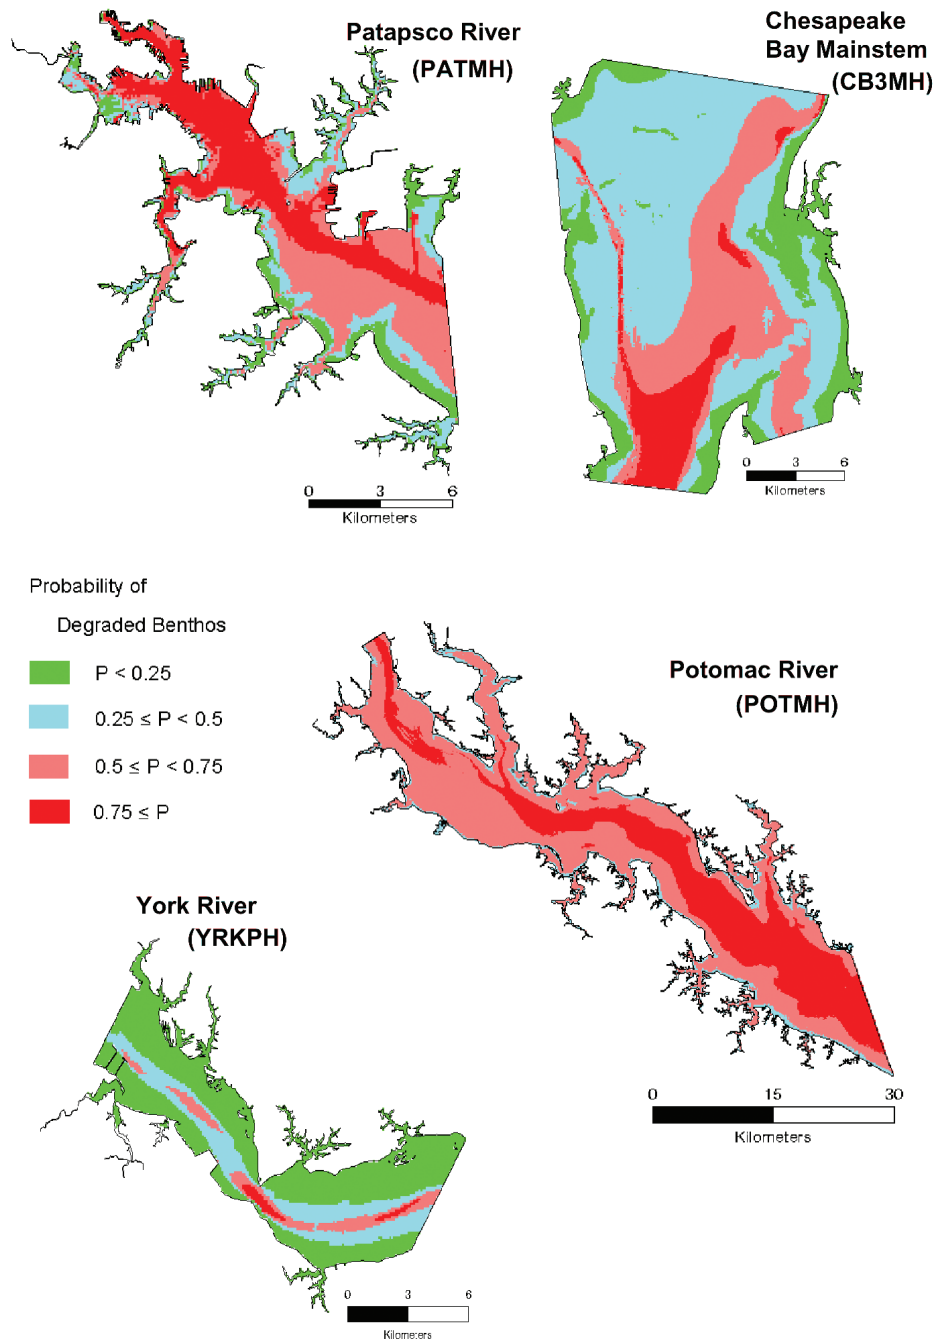 Patapsco River
(PATMH)
Chesapeake
Bay Mainstem
(CB3MH)
0 3 6
Kilometers
0 3 6
Kilometers
Probability of
Degraded Benthos
P < 0.25
0.25 ≤ P < 0.5
0.5 ≤ P < 0.75
0.75 ≤ P
Potomac River
(POTMH)
York River
(YRKPH)
0 15 30
Kilometers
0 3 6
Kilometers